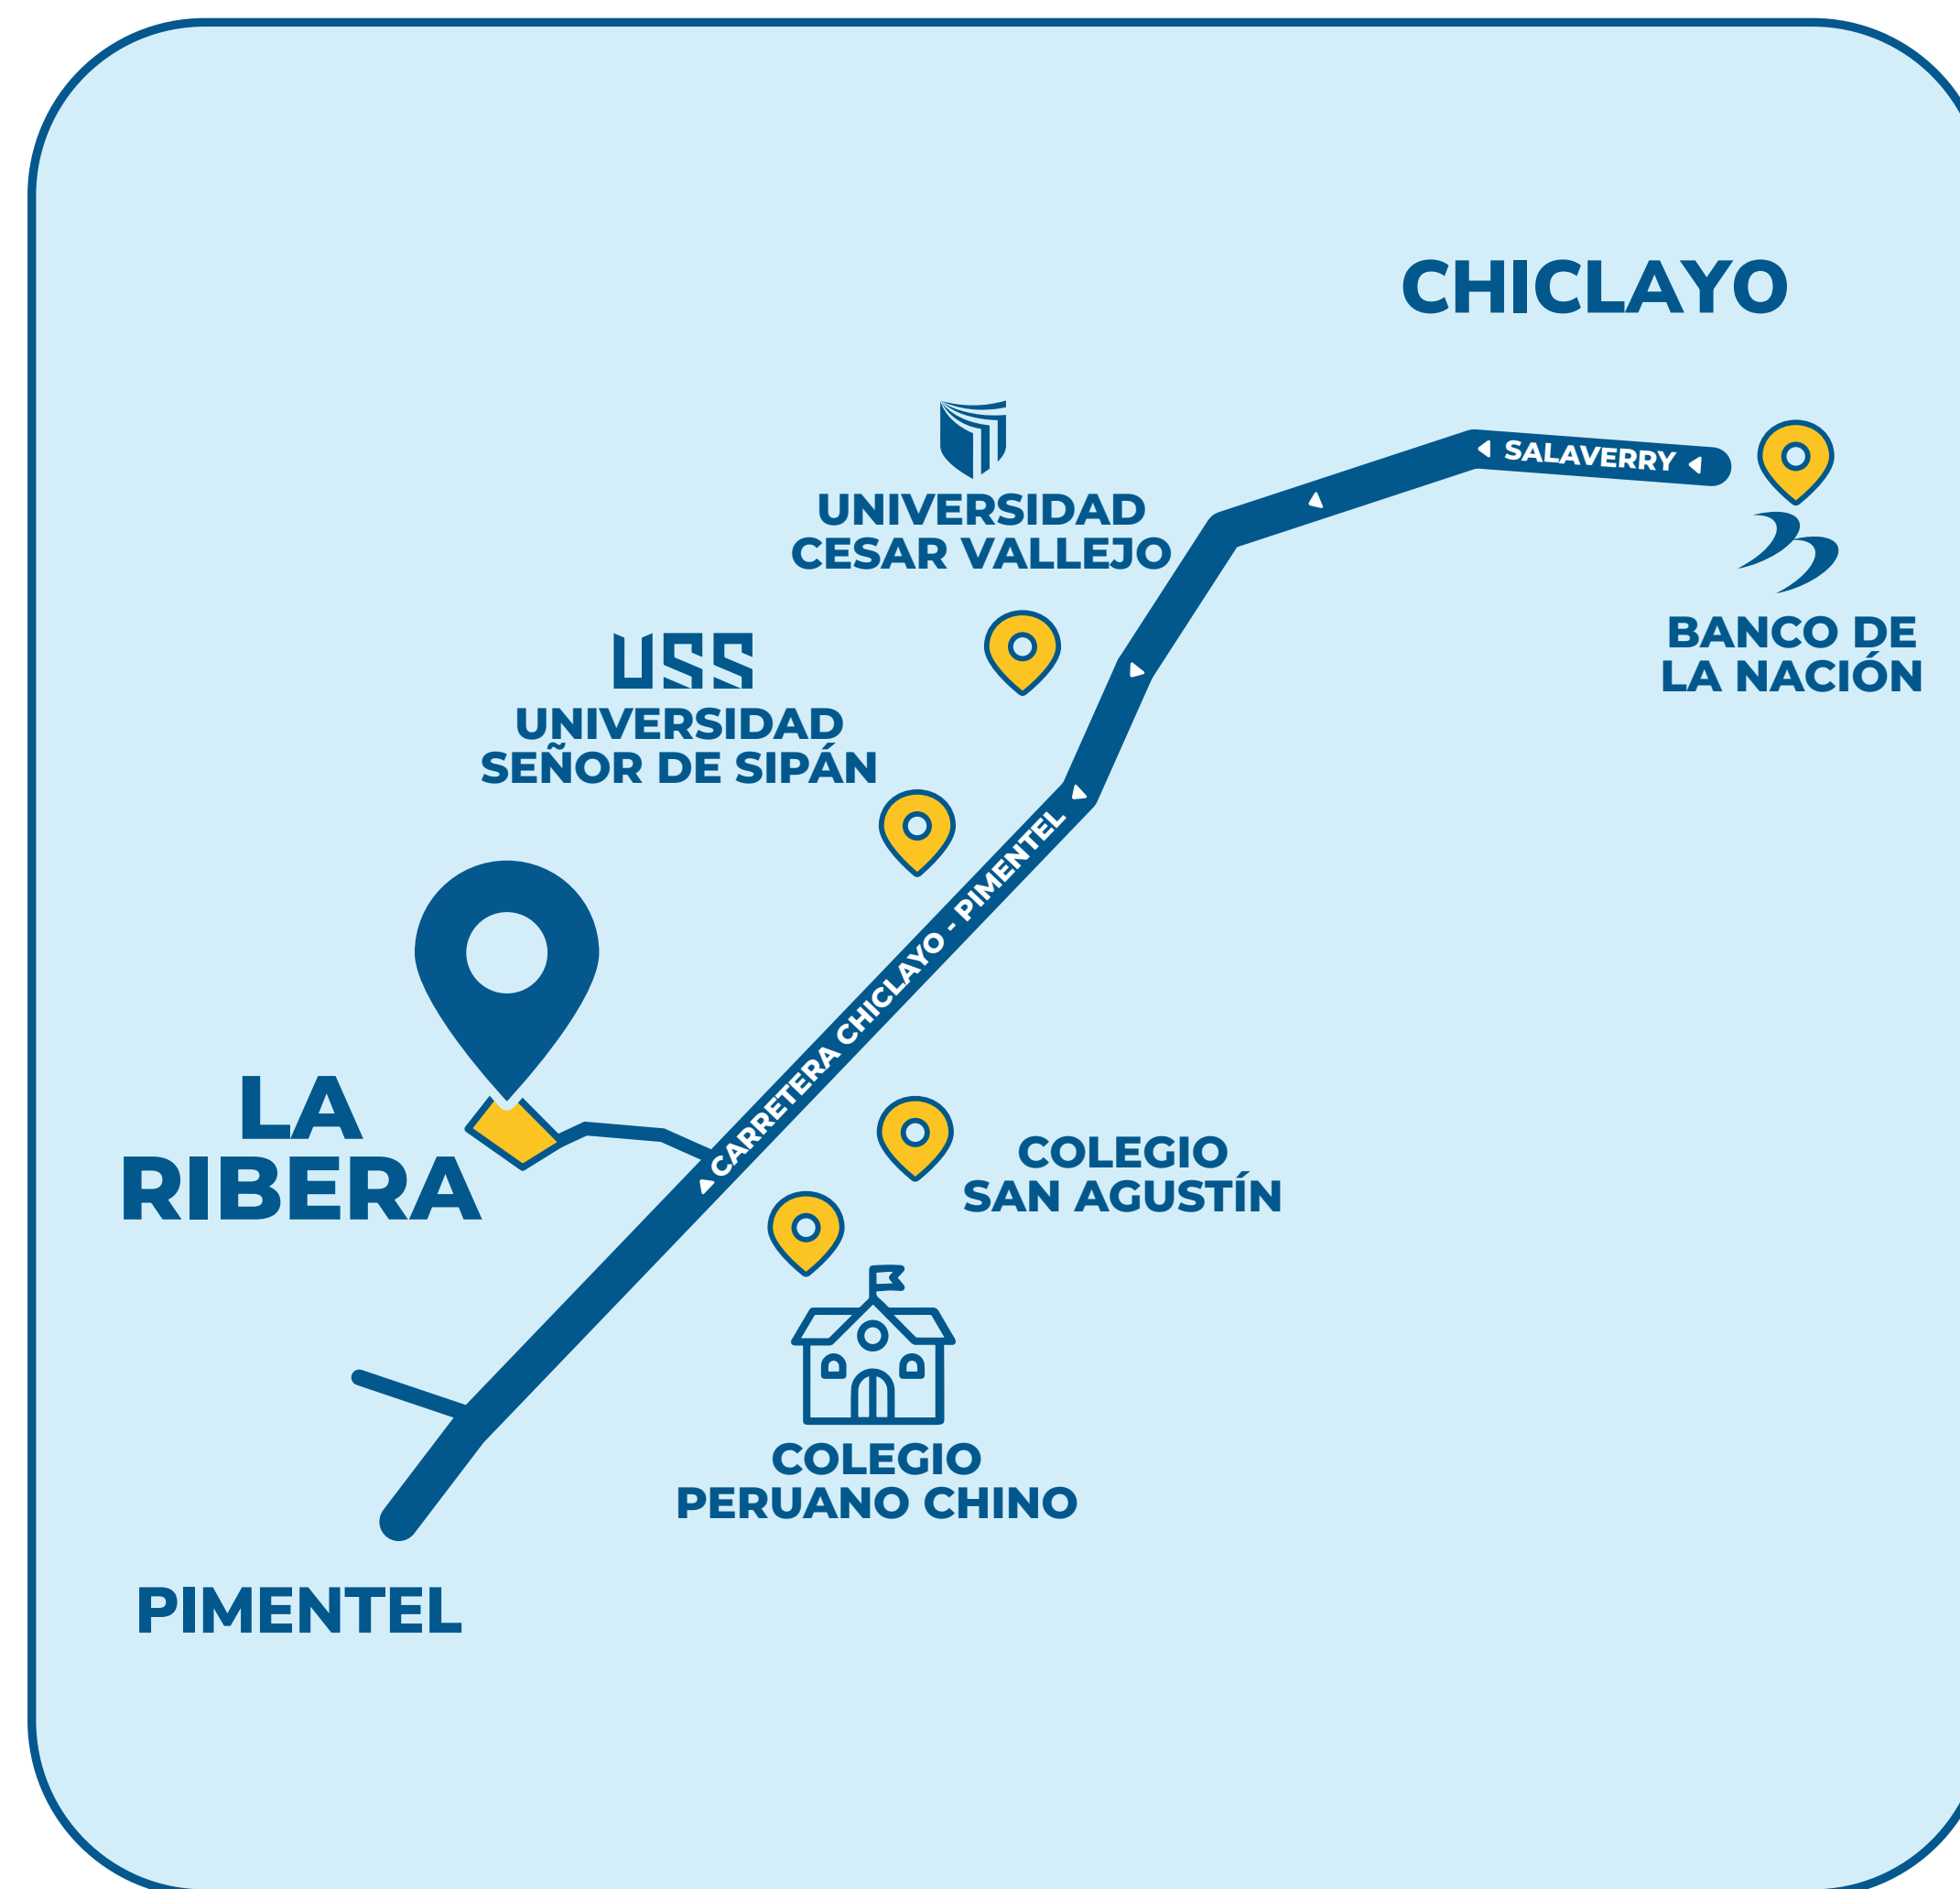 CHICLAYO
SALAVERRY
UNIVERSIDAD
CESAR VALLEJO
BANCO DE
LA NACIÓN
USS
UNIVERSIDAD
SEÑOR DE SIPÁN
CARRETERA CHICLAYO - PIMENTEL
LA
RIBERA
COLEGIO
SAN AGUSTÍN
COLEGIO
PERUANO CHINO
PIMENTEL